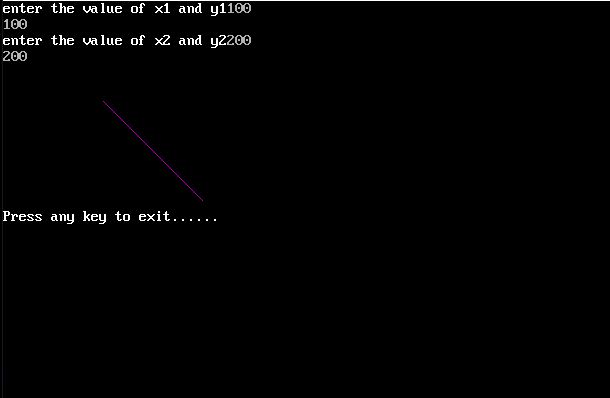 enter the value of x1 and y1100
100
enter the value of x2 and y2200
200
Press any key to exit......